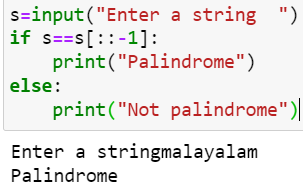 s=input("Enter a string  ")
if s==s[::-1]:
    print("Palindrome")
else:
    print("Not palindrome")
Enter a stringmalayalam
Palindrome